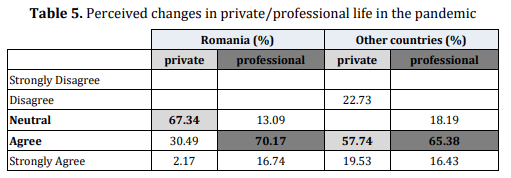 Table 5. Perceived changes in private/professional life in the pandemic
Romania (%) Other countries (%)
private professional private professional
Strongly Disagree
Disagree 22.73
Neutral 67.34 13.09 18.19
Agree 30.49 70.17 57.74 65.38
Strongly Agree 2.17 16.74 19.53 16.43